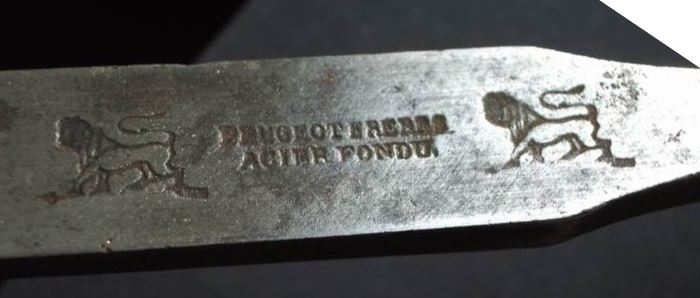 PEUGEOT FRERES
ACIER FONDU.